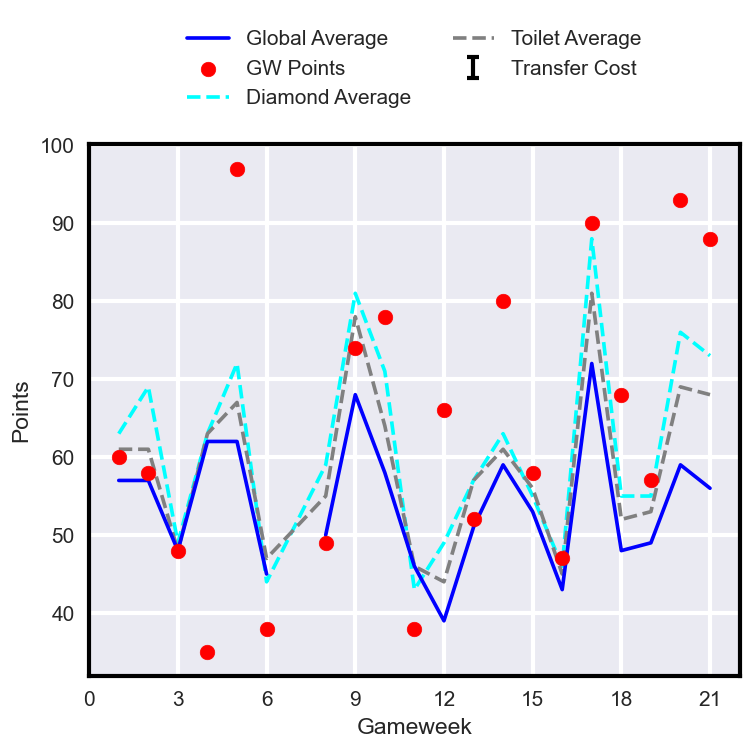 Global Average
GW Points
Diamond Average
Toilet Average
Transfer Cost
100
90
80
70
60
50
40
Points
0 3 6 9 12 15 18 21
Gameweek